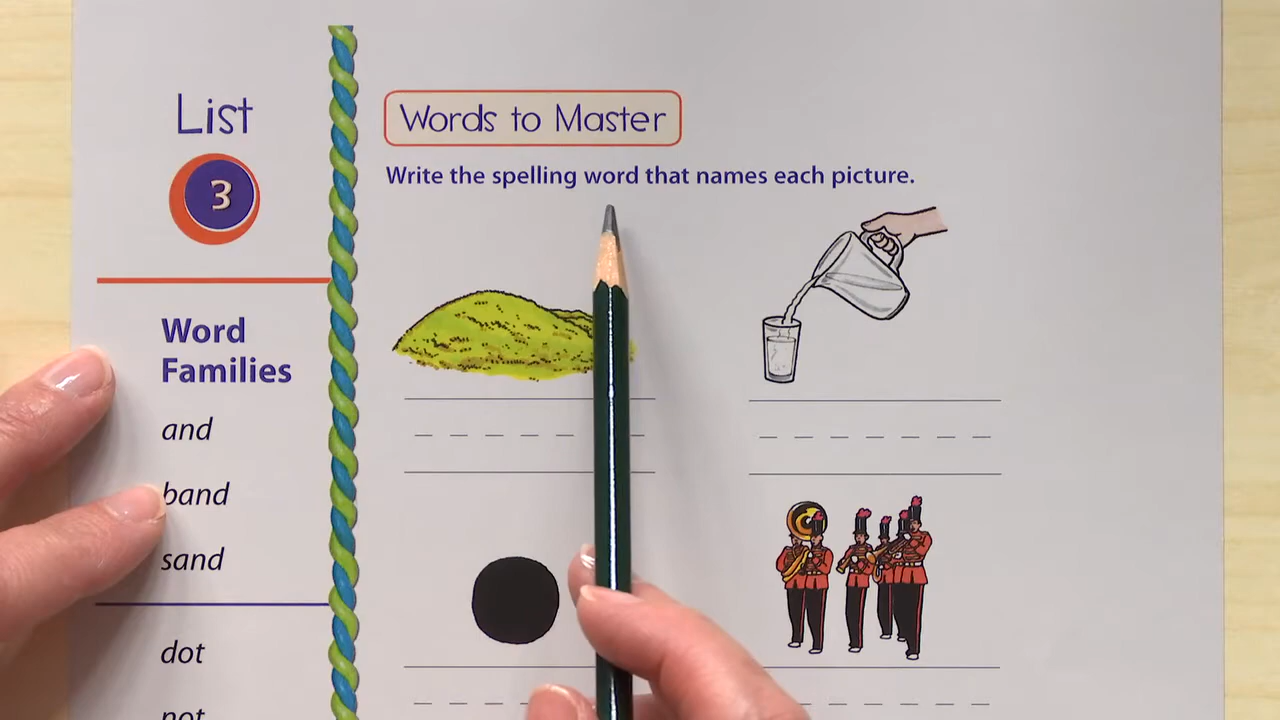 List
3
Words to Master
Write the spelling word that names each picture.
Word
Families
and
band
sand
dot
not